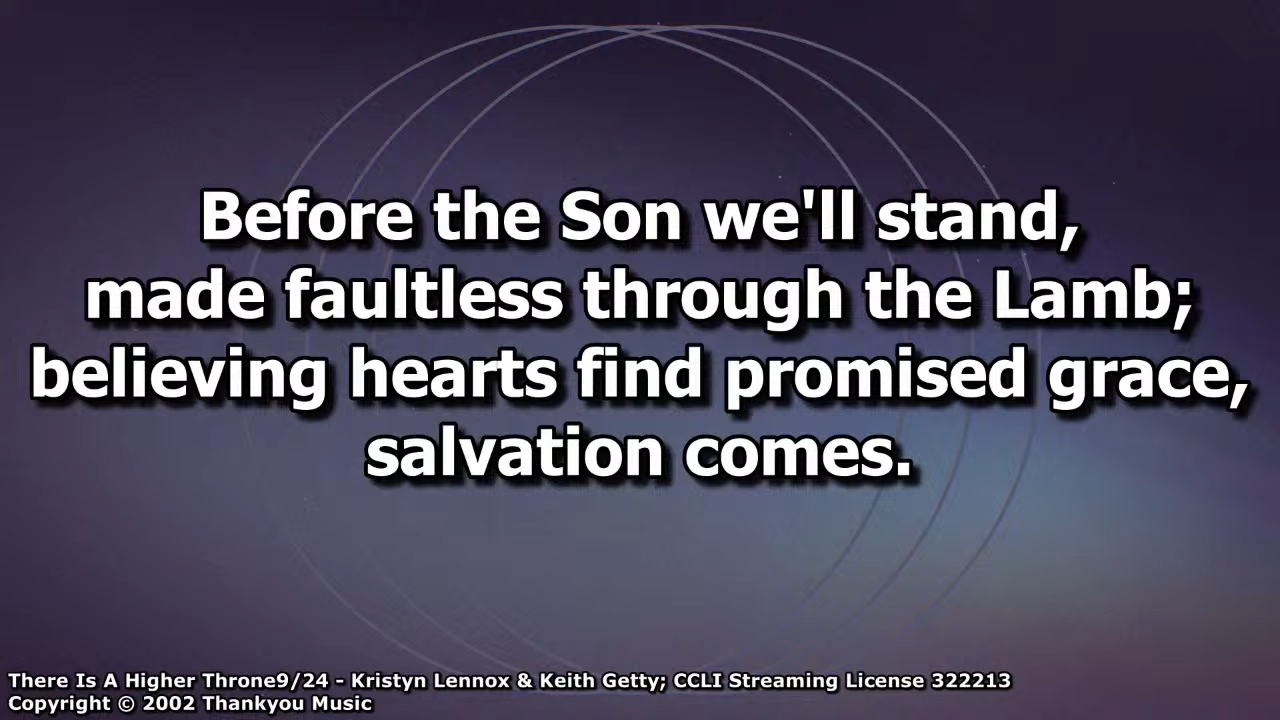 Before the Son we'll stand,
made faultless through the Lamb;
believing hearts find promised grace,
salvation comes.
There Is A Higher Throne9/24 - Kristyn Lennox & Keith Getty; CCLI Streaming License 322213
Copyright © 2002 Thankyou Music